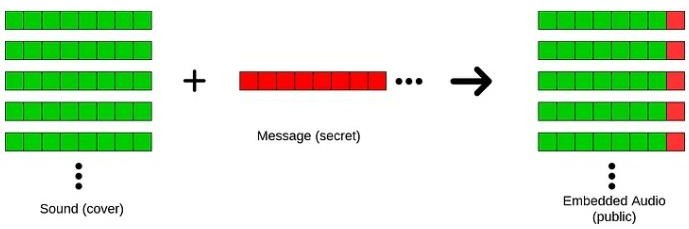 Message (secret)
Sound (cover)
Embedded Audio
(public)